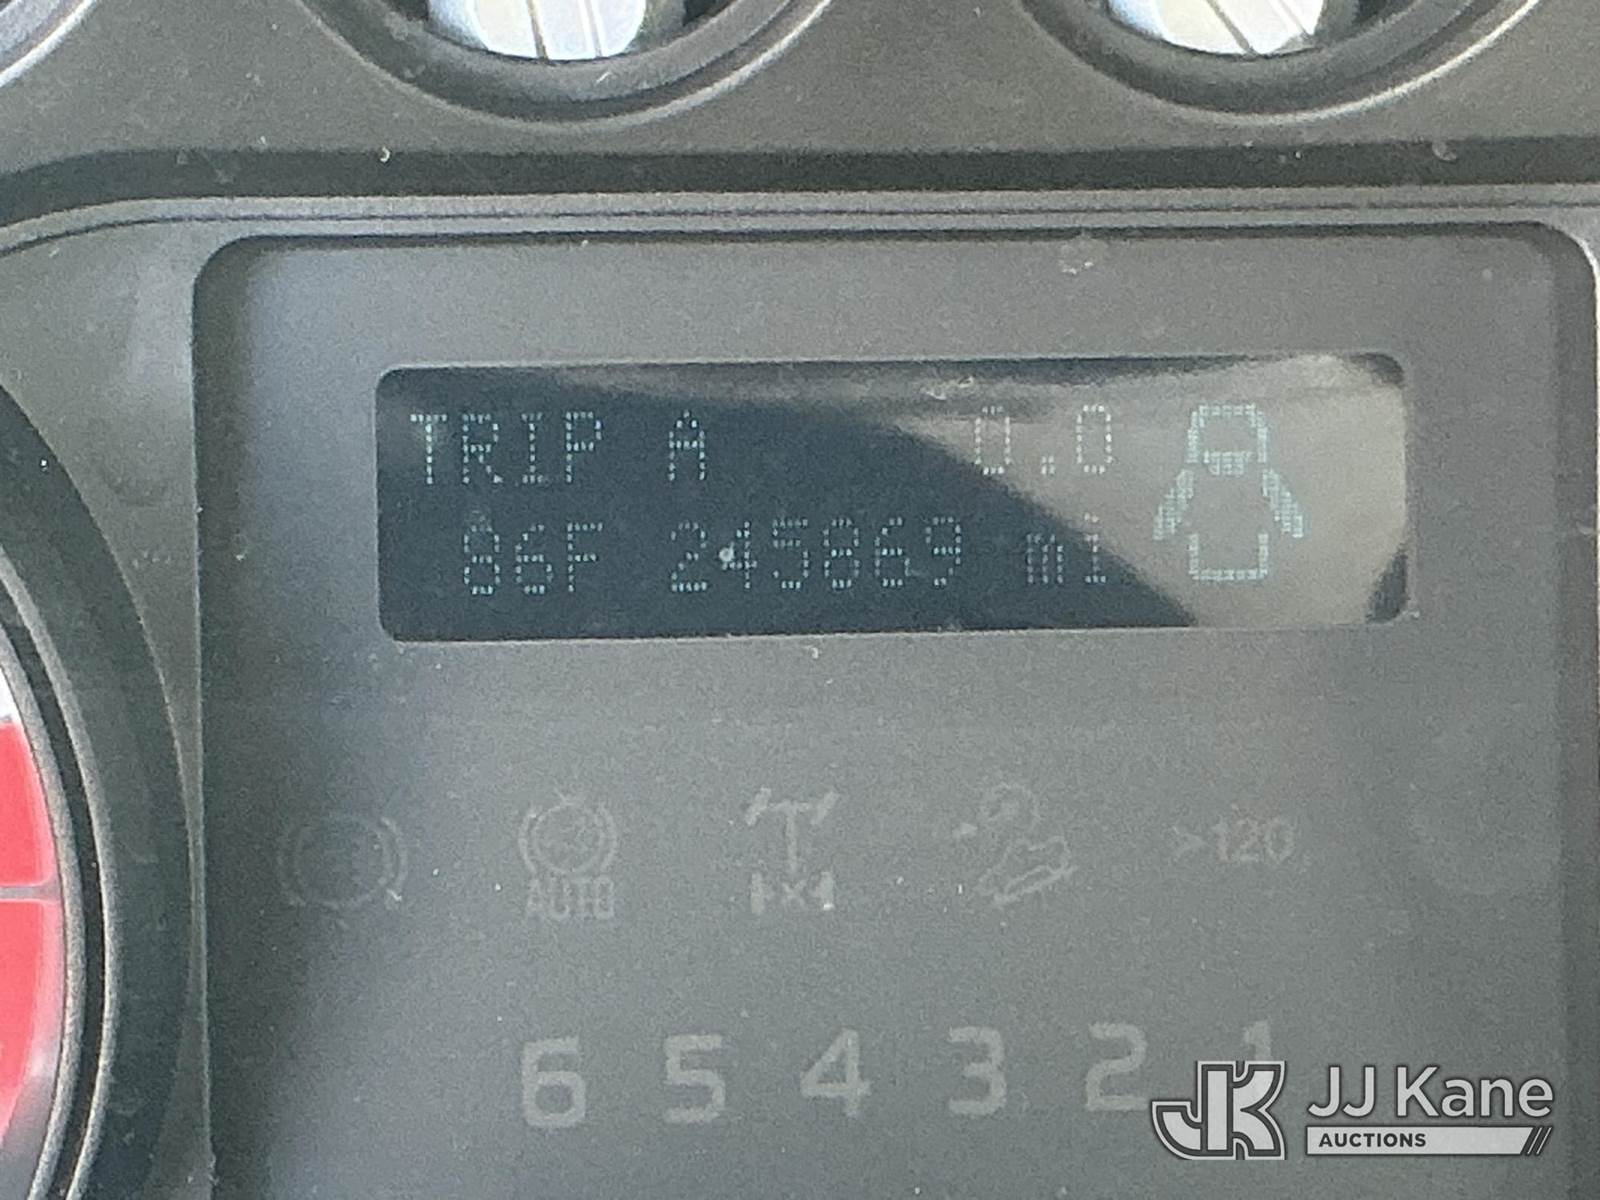 TRIP A 0.0
86F 245869 mi
AUTO
>120
6 5 4 3 2 1
JJ Kane
AUCTIONS